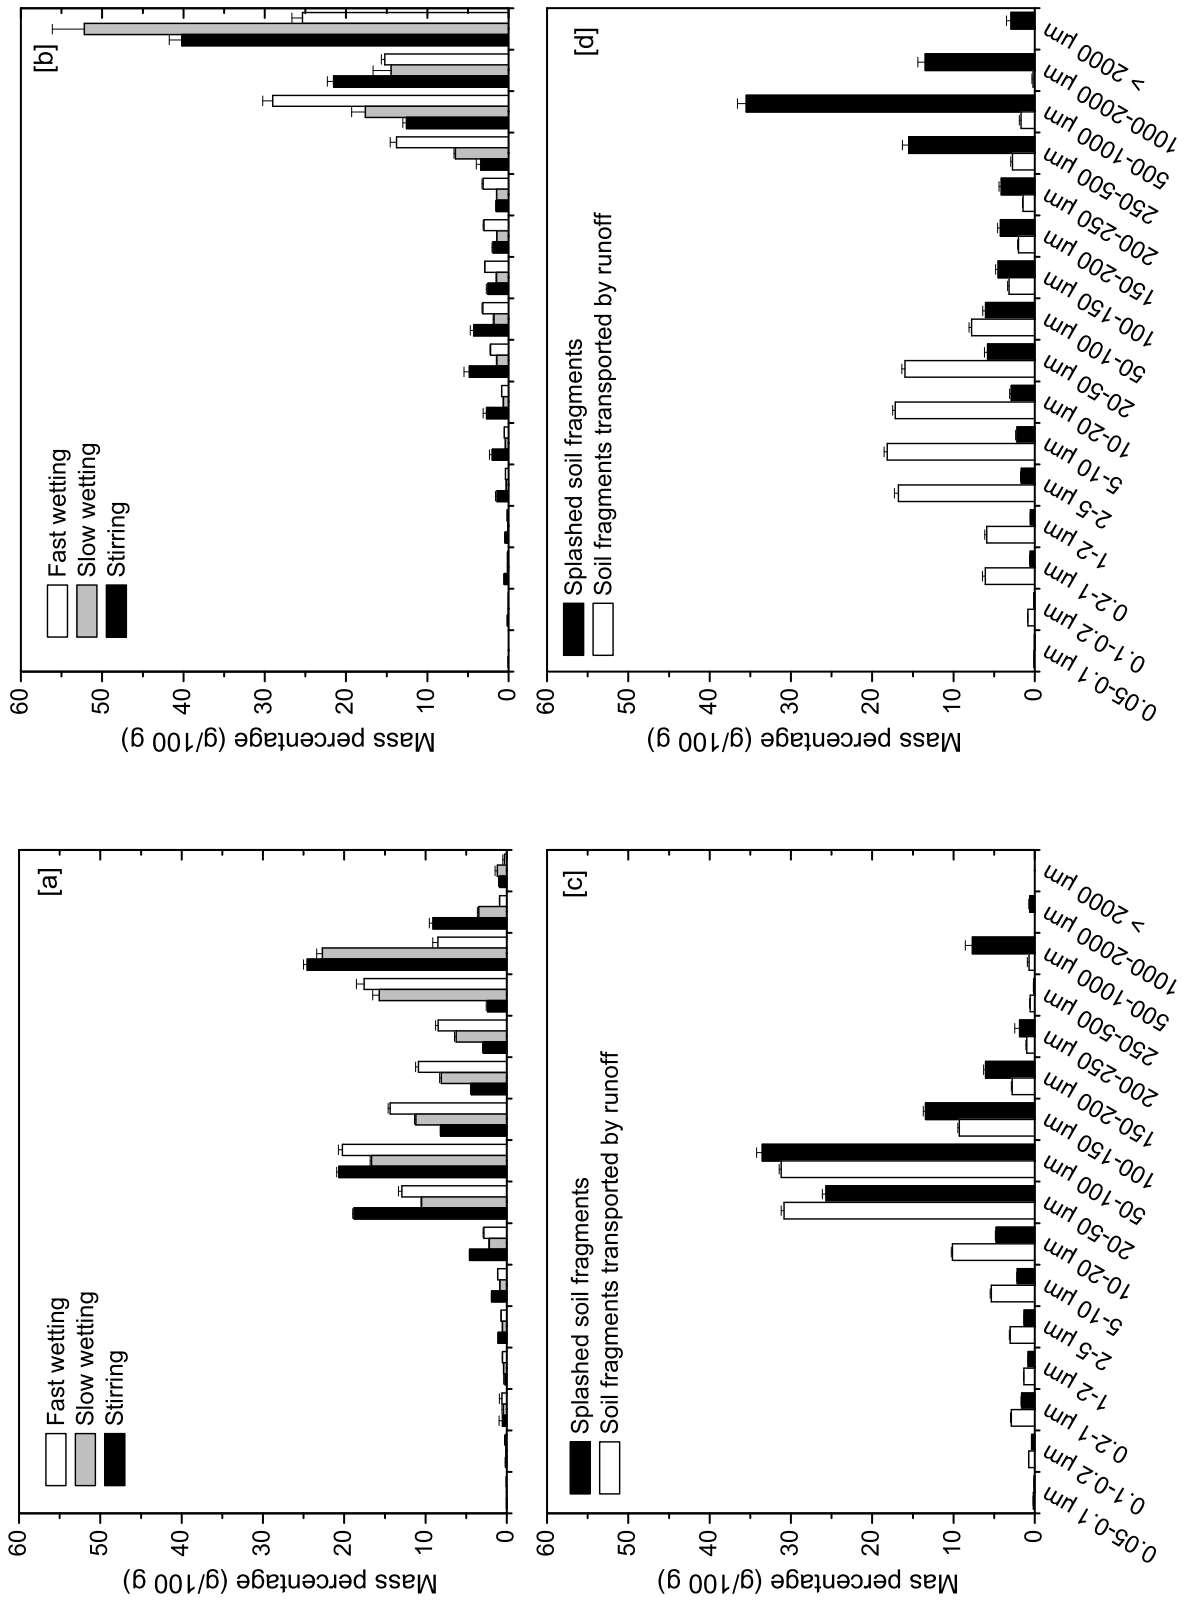 [a]
Fast wetting
Slow wetting
Stirring
60
50
40
30
20
10
0
Mass percentage (g/100 g)
[b]
Fast wetting
Slow wetting
Stirring
60
50
40
30
20
10
0
Mass percentage (g/100 g)
[c]
Splashed soil fragments
Soil fragments transported by runoff
60
50
40
30
20
10
0
Mas percentage (g/100 g)
0.05-0.1 µm
0.1-0.2 µm
0.2-1 µm
1-2 µm
2-5 µm
5-10 µm
10-20 µm
20-50 µm
50-100 µm
100-150 µm
150-200 µm
200-250 µm
250-500 µm
500-1000 µm
1000-2000 µm
> 2000 µm
[d]
Splashed soil fragments
Soil fragments transported by runoff
60
50
40
30
20
10
0
Mass percentage (g/100 g)
0.05-0.1 µm
0.1-0.2 µm
0.2-1 µm
1-2 µm
2-5 µm
5-10 µm
10-20 µm
20-50 µm
50-100 µm
100-150 µm
150-200 µm
200-250 µm
250-500 µm
500-1000 µm
1000-2000 µm
> 2000 µm